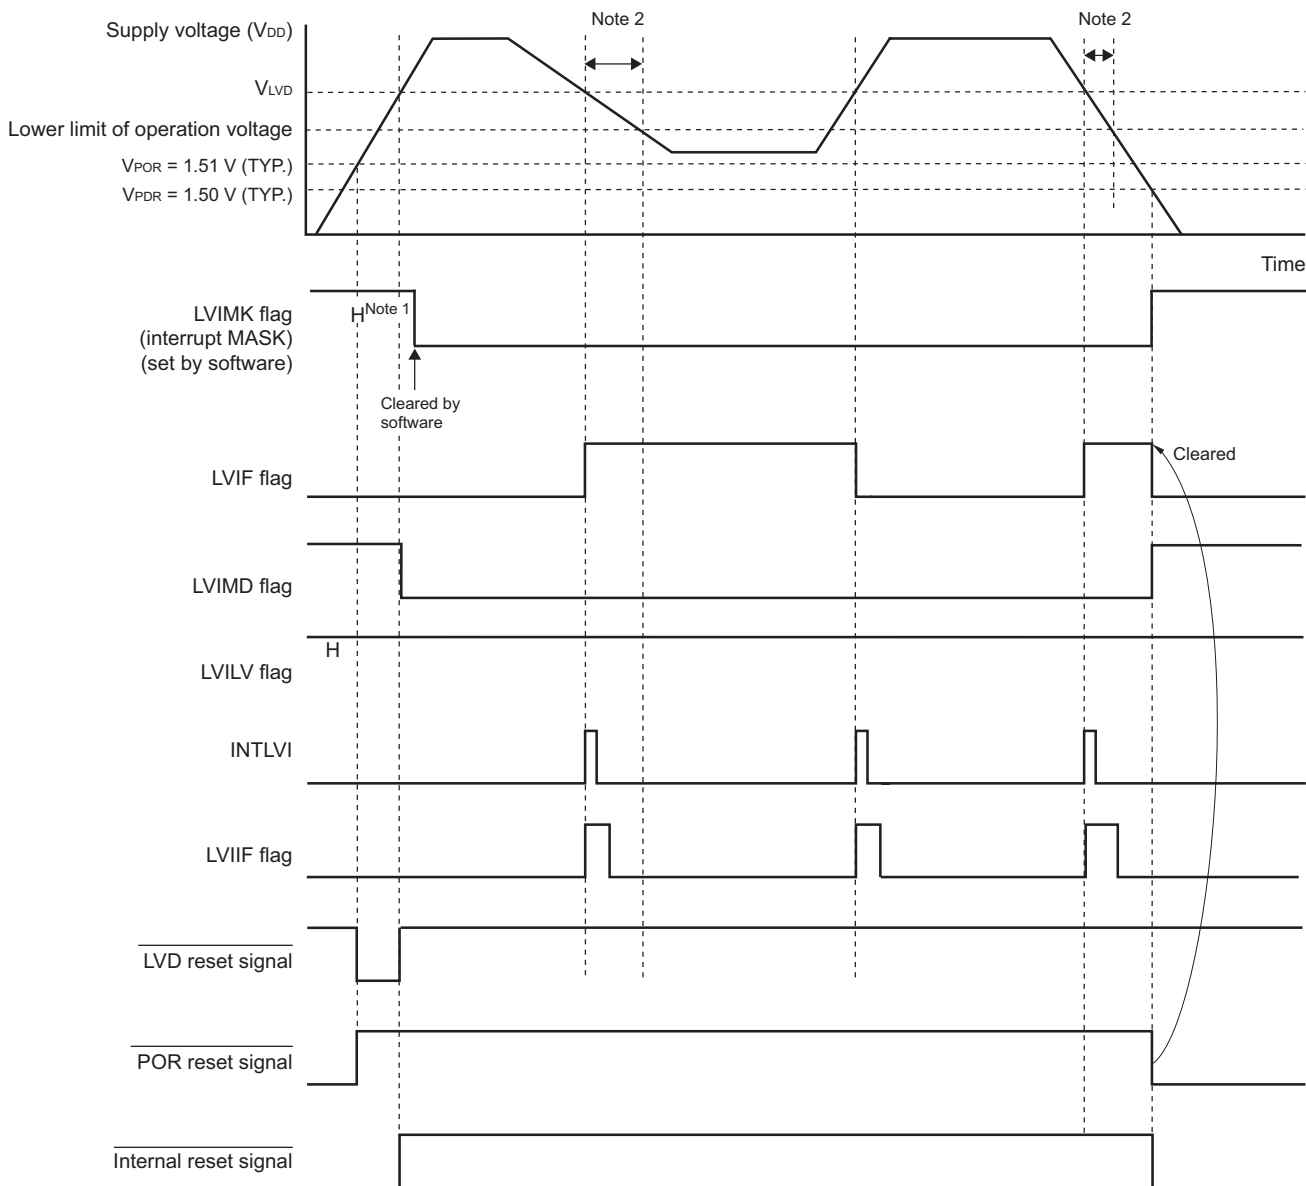 Note 2
Note 2
Supply voltage (VDD)
VLVD
Lower limit of operation voltage
VPOR = 1.51 V (TYP.)
VPDR = 1.50 V (TYP.)
Time
H Note 1
LVIMK flag
(interrupt MASK)
(set by software)
Cleared by
software
Cleared
LVIF flag
LVIMD flag
H
LVILV flag
INTLVI
LVIIF flag
LVD reset signal
POR reset signal
Internal reset signal